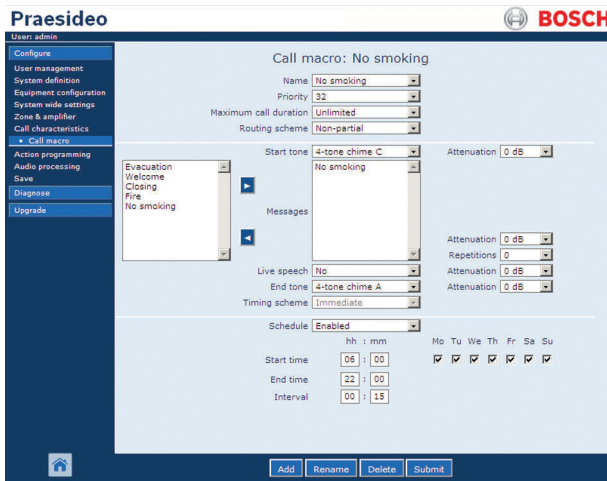 Praesideo
BOSCH
User: admin
Configure
User management
System definition
Equipment configuration
System wide settings
Zone & amplifier
Call characteristics
• Call macro
Action programming
Audio processing
Save
Diagnose
Upgrade
Call macro: No smoking
Name No smoking
Priority 32
Maximum call duration Unlimited
Routing scheme Non-partial
Start tone 4-tone chime C Attenuation 0 dB
Evacuation
Welcome
Closing
Fire
No smoking
Messages
No smoking
Attenuation 0 dB
Repetitions 0
Live speech No Attenuation 0 dB
End tone 4-tone chime A Attenuation 0 dB
Timing scheme Immediate
Schedule Enabled
hh : mm Mo Tu We Th Fr Sa Su
Start time 06 : 00
End time 22 : 00
Interval 00 : 15
Add Rename Delete Submit